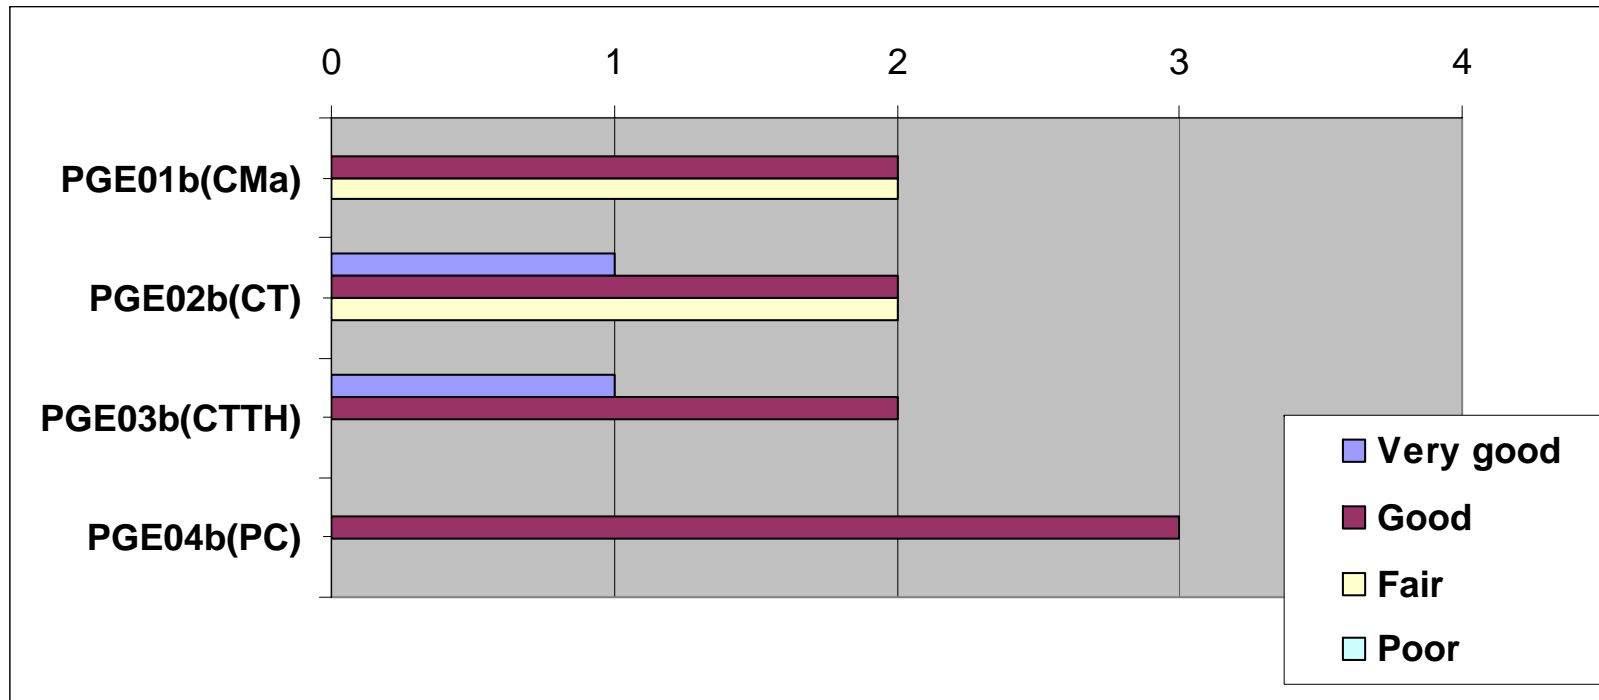 0 1 2 3 4
PGE01b(CMa)
PGE02b(CT)
PGE03b(CTTH)
PGE04b(PC)
Very good
Good
Fair
Poor